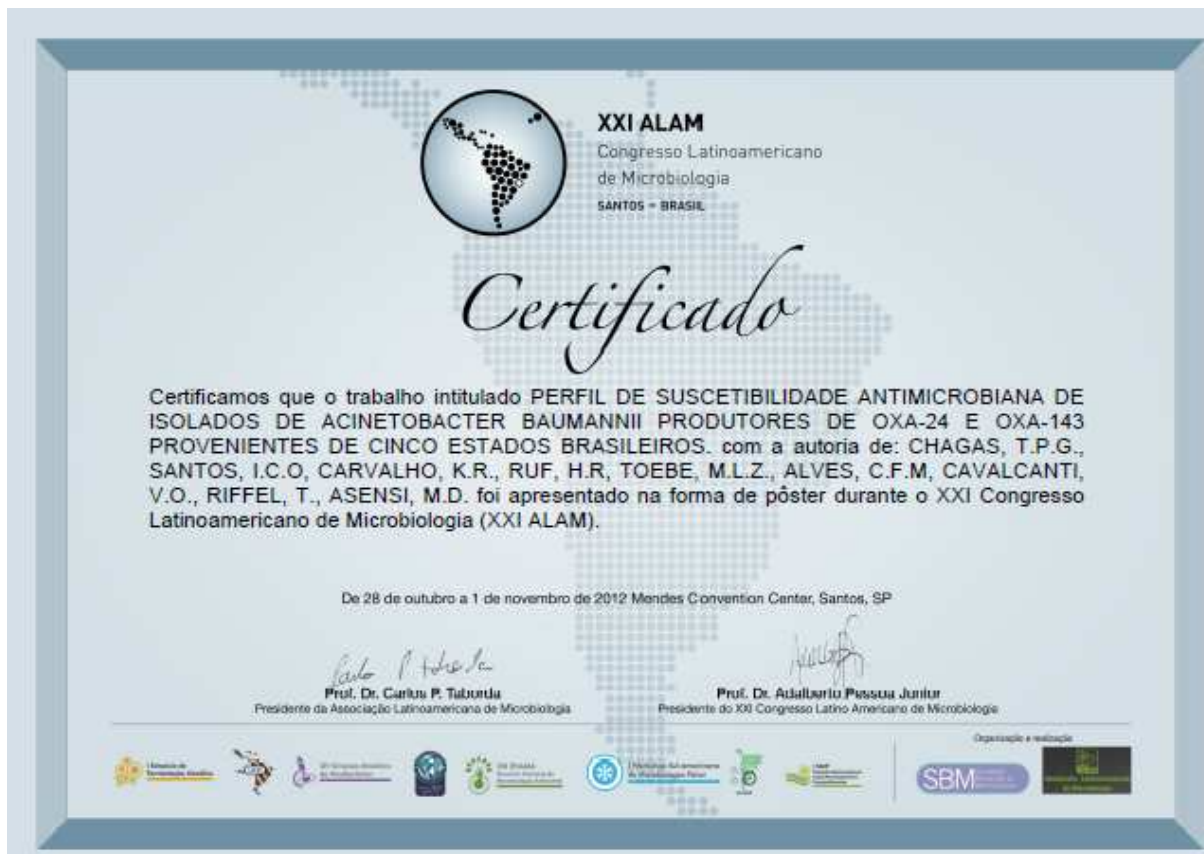 XXI ALAM
Congresso Latinoamericano
de Microbiologia
SANTOS - BRASIL
Certificado
Certificamos que o trabalho intitulado PERFIL DE SUSCETIBILIDADE ANTIMICROBIANA DE
ISOLADOS DE ACINETOBACTER BAUMANNII PRODUTORES DE OXA-24 E OXA-143
PROVENIENTES DE CINCO ESTADOS BRASILEIROS. com a autoria de: CHAGAS, T.P.G.,
SANTOS, I.C.O, CARVALHO, K.R., RUF, H.R, TOEBE, M.L.Z., ALVES, C.F.M, CAVALCANTI,
V.O., RIFFEL, T., ASENSI, M.D. foi apresentado na forma de pôster durante o XXI Congresso
Latinoamericano de Microbiologia (XXI ALAM).
De 28 de outubro a 1 de novembro de 2012 Mendes Convention Center, Santos, SP
Prof. Dr. Carlos P. Taborda
Presidente da Associação Latinoamericana de Microbiologia
Prof. Dr. Adalberto Pessoa Junior
Presidente do XXI Congresso Latino Americano de Microbiologia
Organização e realização
SBM